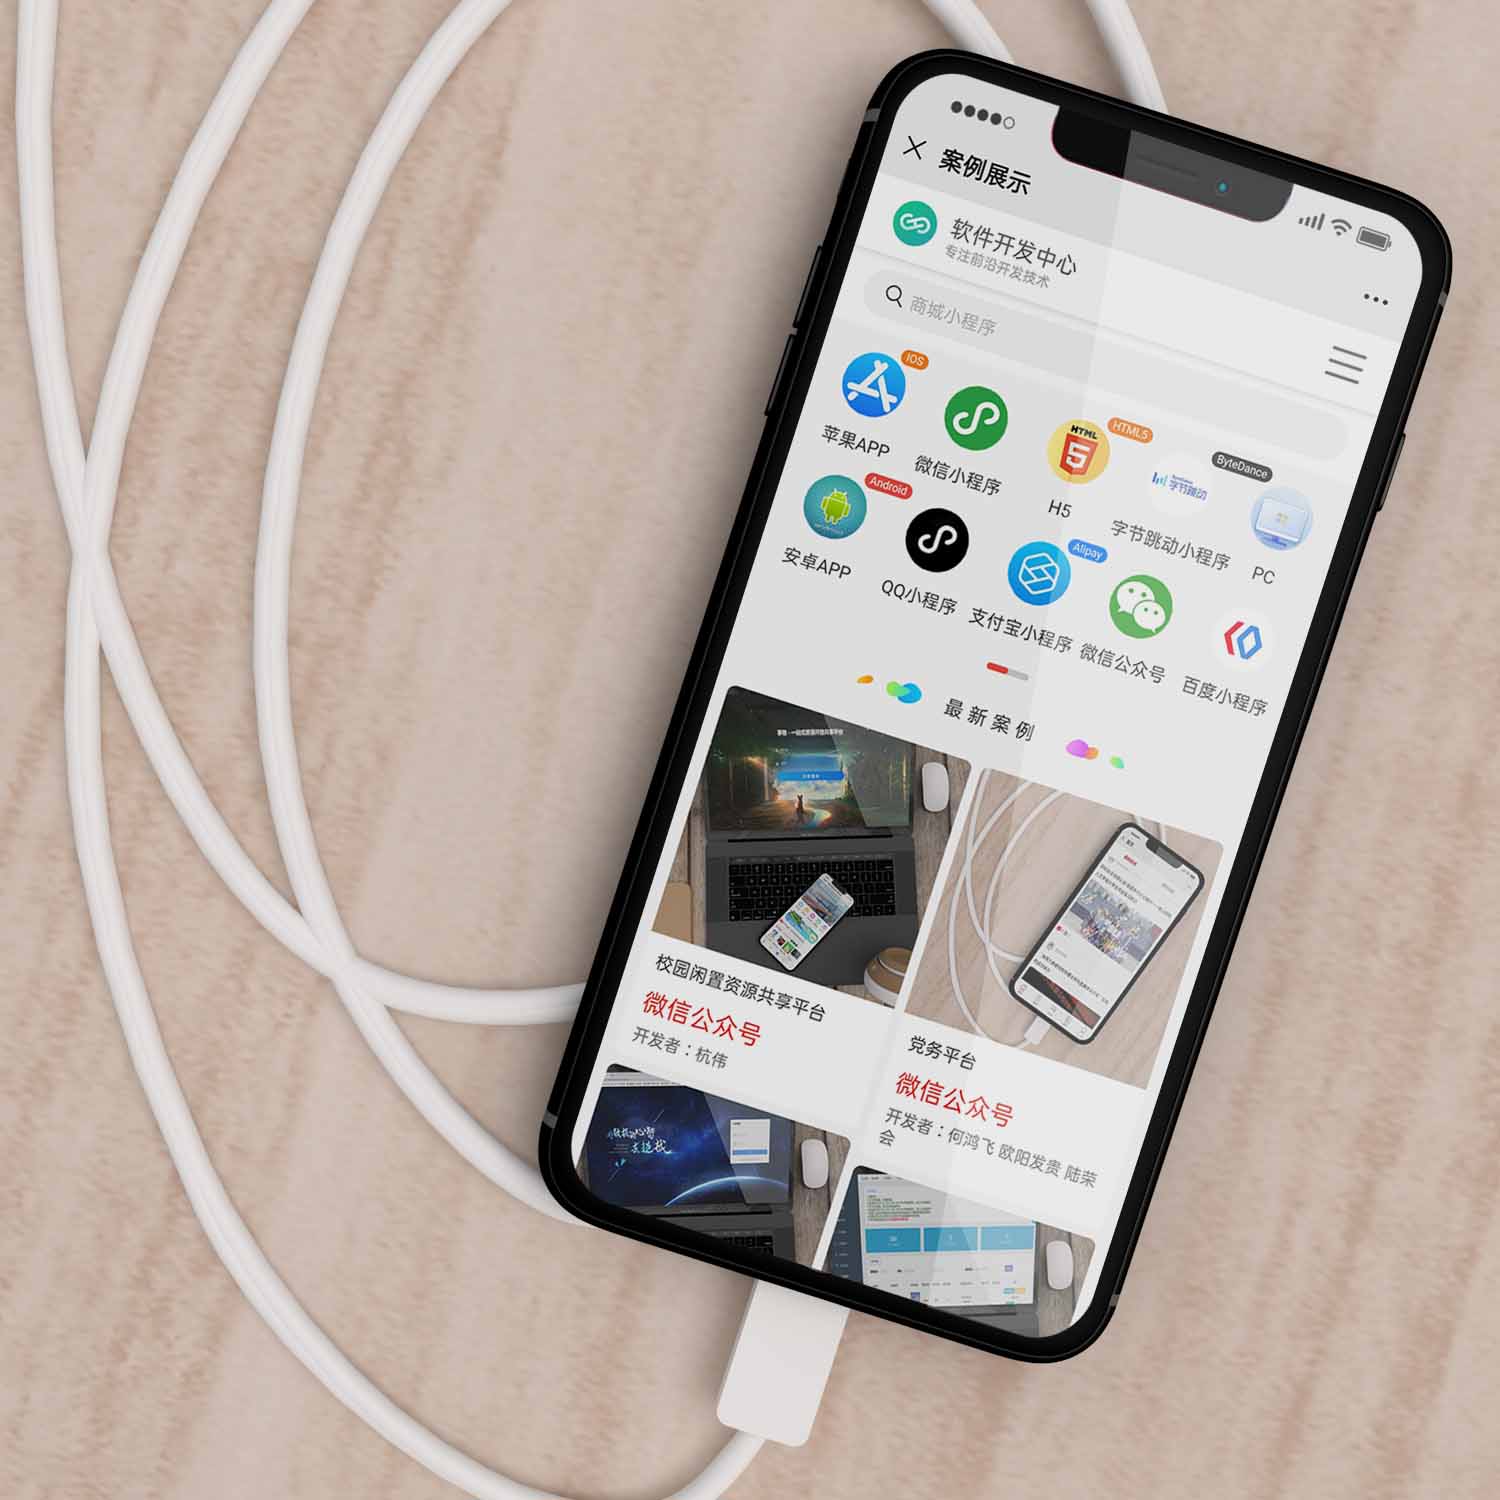 案例展示
软件开发中心
专注前沿开发技术
商城小程序
IOS
苹果APP
微信小程序
HTML
5
HTML5
H5
字节跳动
ByteDance
字节跳动小程序
PC
Android
安卓APP
QQ小程序
Alipay
支付宝小程序
微信公众号
百度小程序
最新案例
校园闲置资源共享平台
微信公众号
开发者：杭伟
党务平台
微信公众号
开发者：何鸿飞 欧阳发贵 陆荣
会